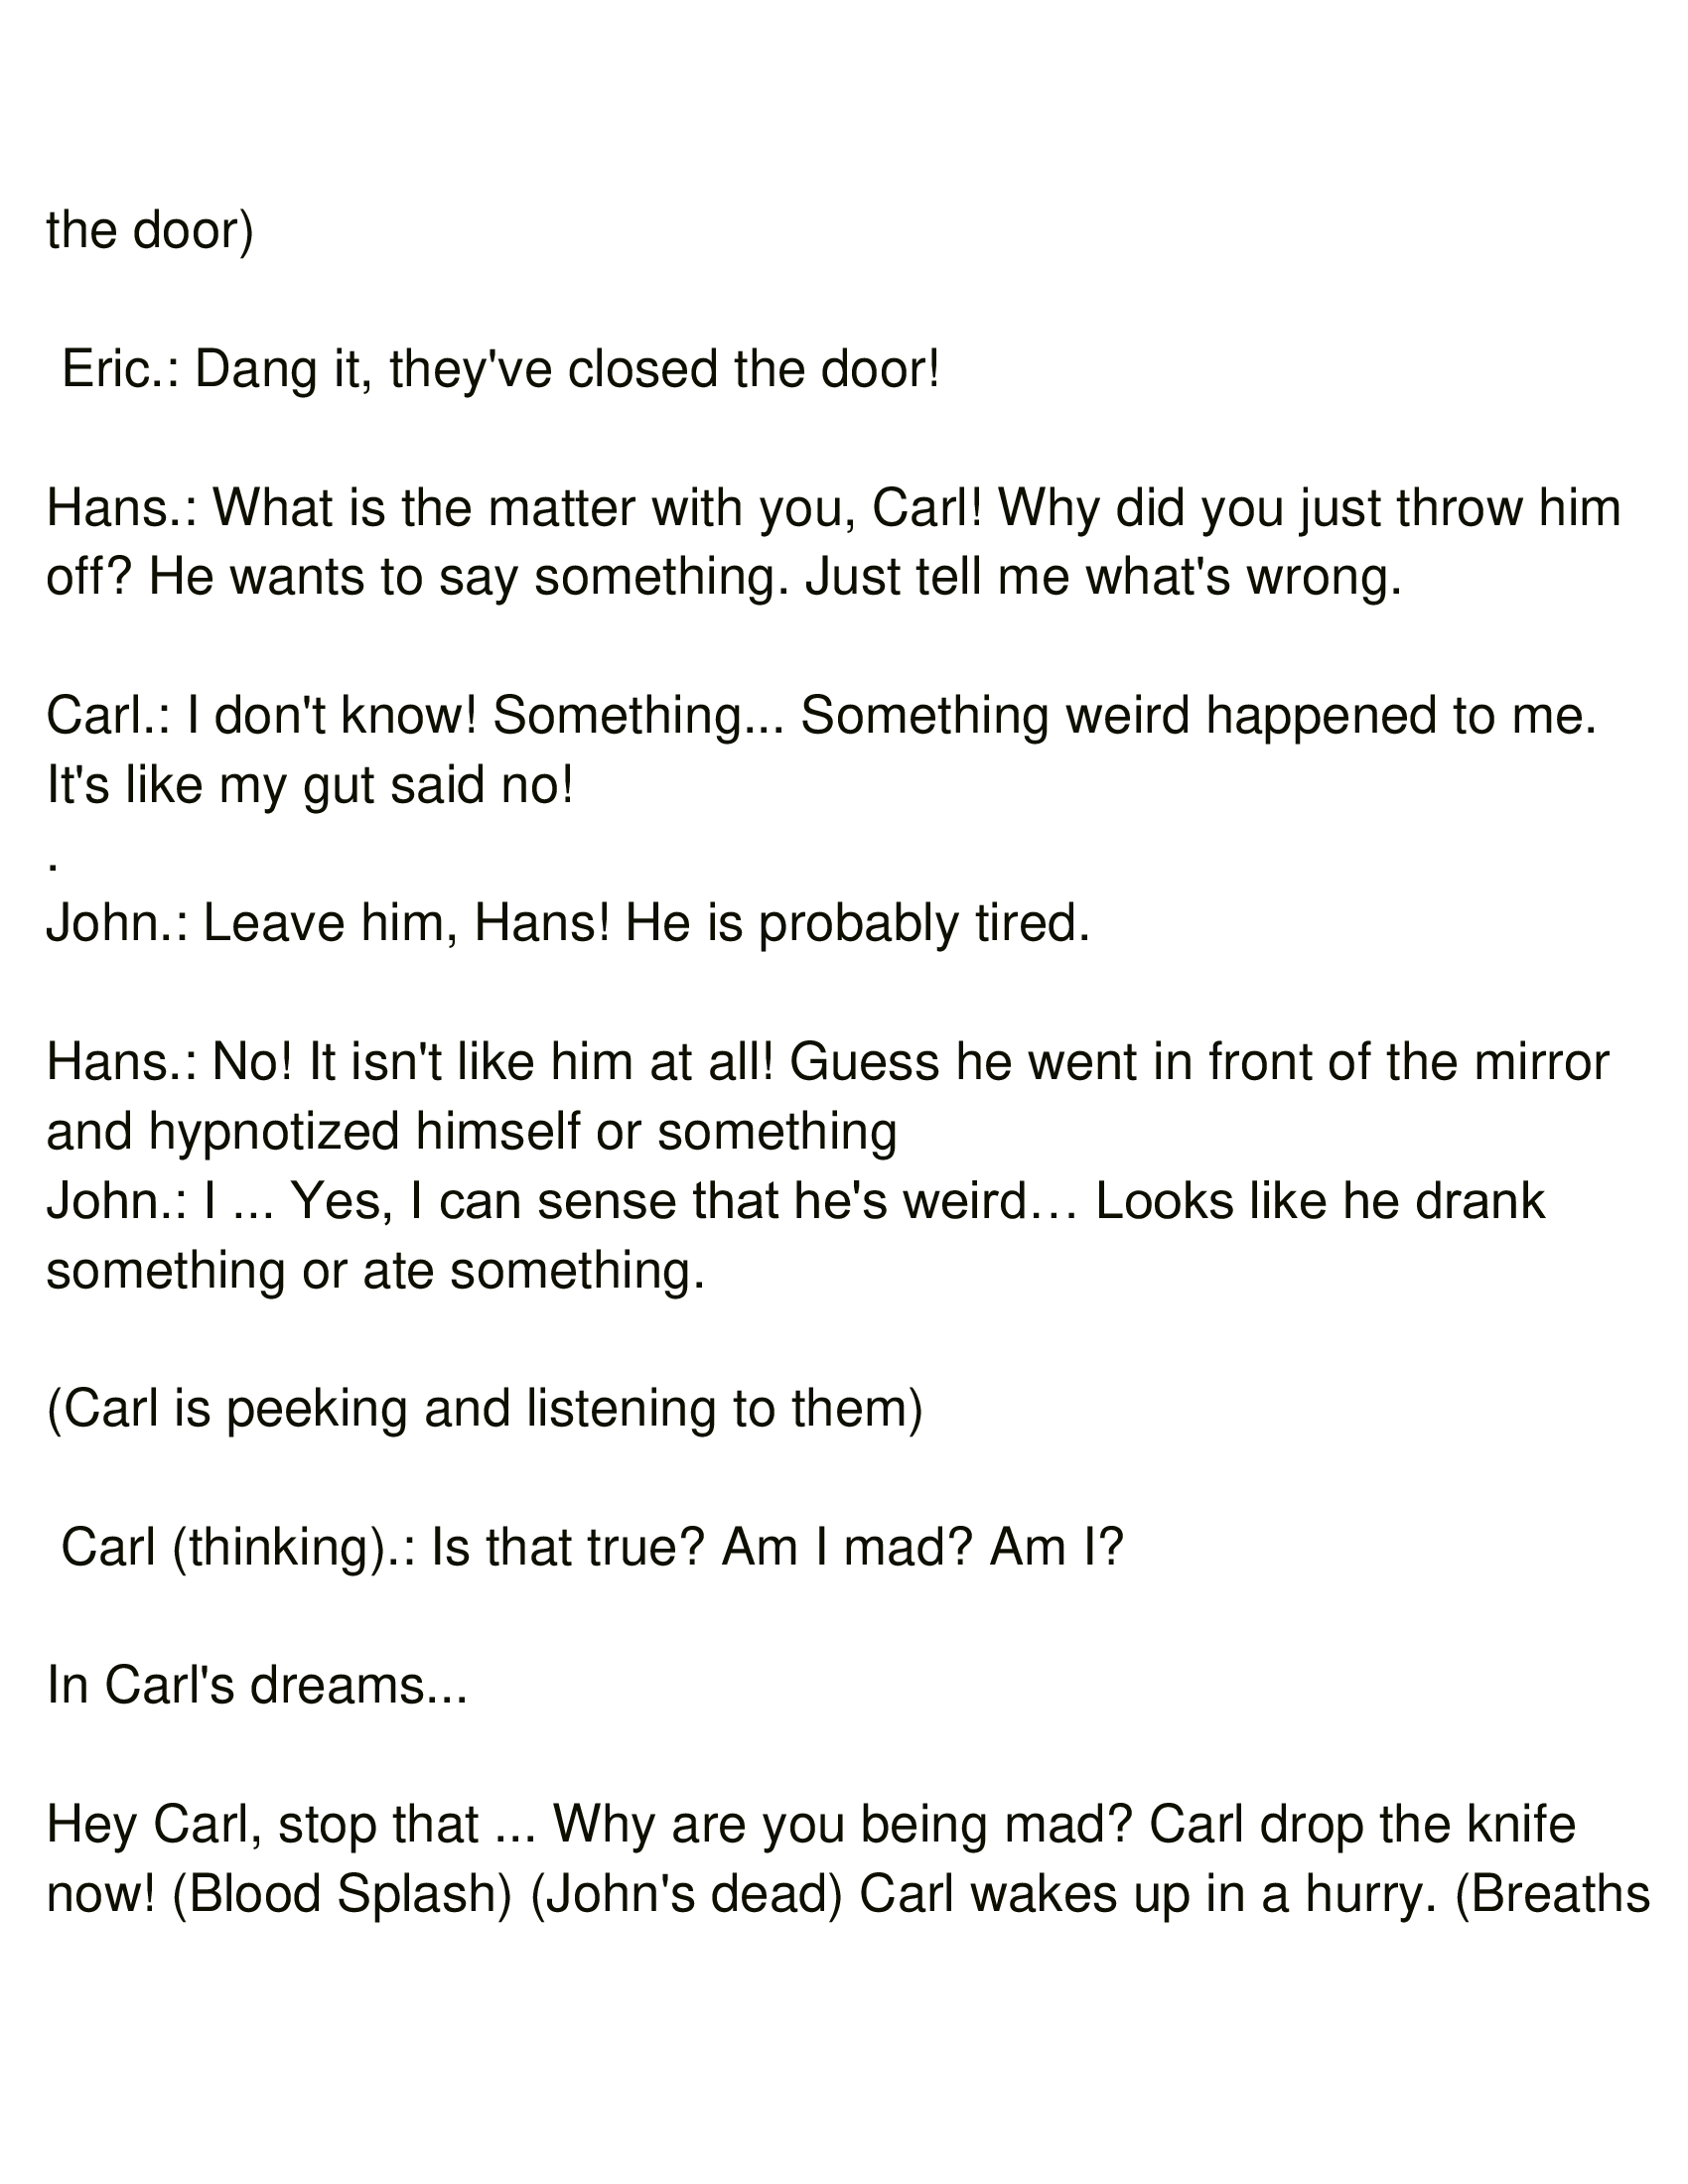 the door)
Eric.: Dang it, they've closed the door!
Hans.: What is the matter with you, Carl! Why did you just throw him
off? He wants to say something. Just tell me what's wrong.
Carl.: I don't know! Something... Something weird happened to me.
It's like my gut said no!
.
John.: Leave him, Hans! He is probably tired.
Hans.: No! It isn't like him at all! Guess he went in front of the mirror
and hypnotized himself or something
John.: I ... Yes, I can sense that he's weird… Looks like he drank
something or ate something.
(Carl is peeking and listening to them)
Carl (thinking).: Is that true? Am I mad? Am I?
In Carl's dreams...
Hey Carl, stop that ... Why are you being mad? Carl drop the knife
now! (Blood Splash) (John's dead) Carl wakes up in a hurry. (Breaths